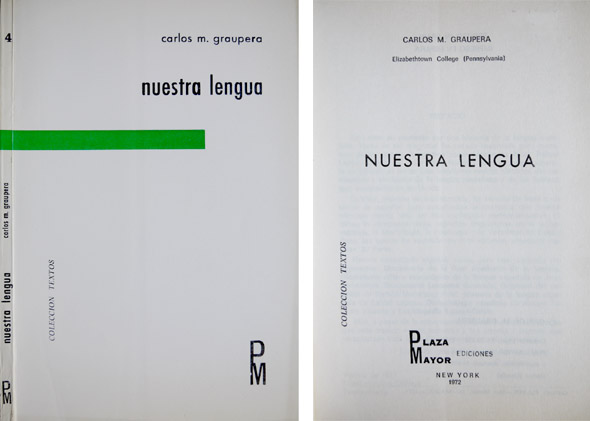 4
carlos m. graupera
nuestra lengua
carlos m. graupera
nuestra lengua
PM
COLECCION TEXTOS
PM
CARLOS M. GRAUPERA
Elizabethtown College (Pennsylvania)
NUESTRA LENGUA
COLECCION TEXTOS
PLAZA
MAYOR EDICIONES
NEW YORK
1972